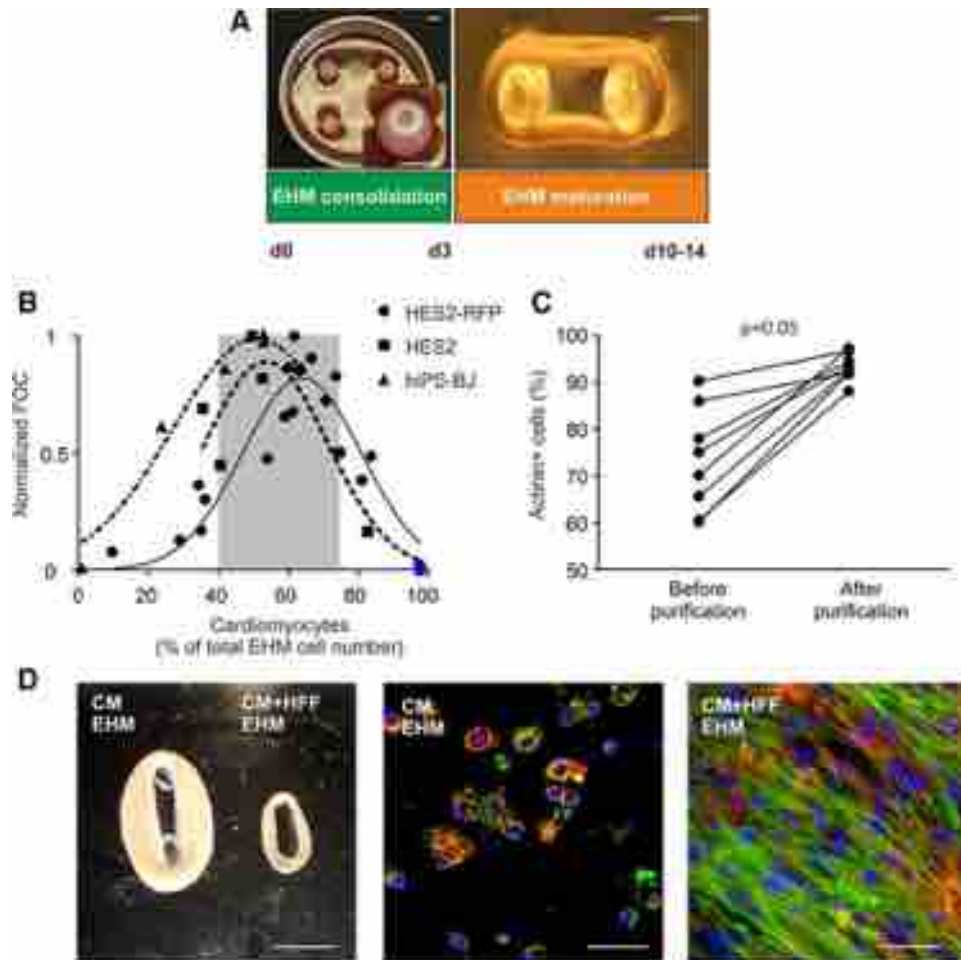 A
EHM consolidation
EHM maturation
d0
d3
d10-14
B
HES2-RFP
HES2
hiPS-BJ
1
0.5
0
Normalized FOC
0 20 40 60 80 100
Cardiomyocytes
(% of total EHM cell number)
C
p<0.05
100
90
80
70
60
50
Actinin+ cells (%)
Before
purification
After
purification
D
CM
EHM
CM+HFF
EHM
CM
EHM
CM+HFF
EHM